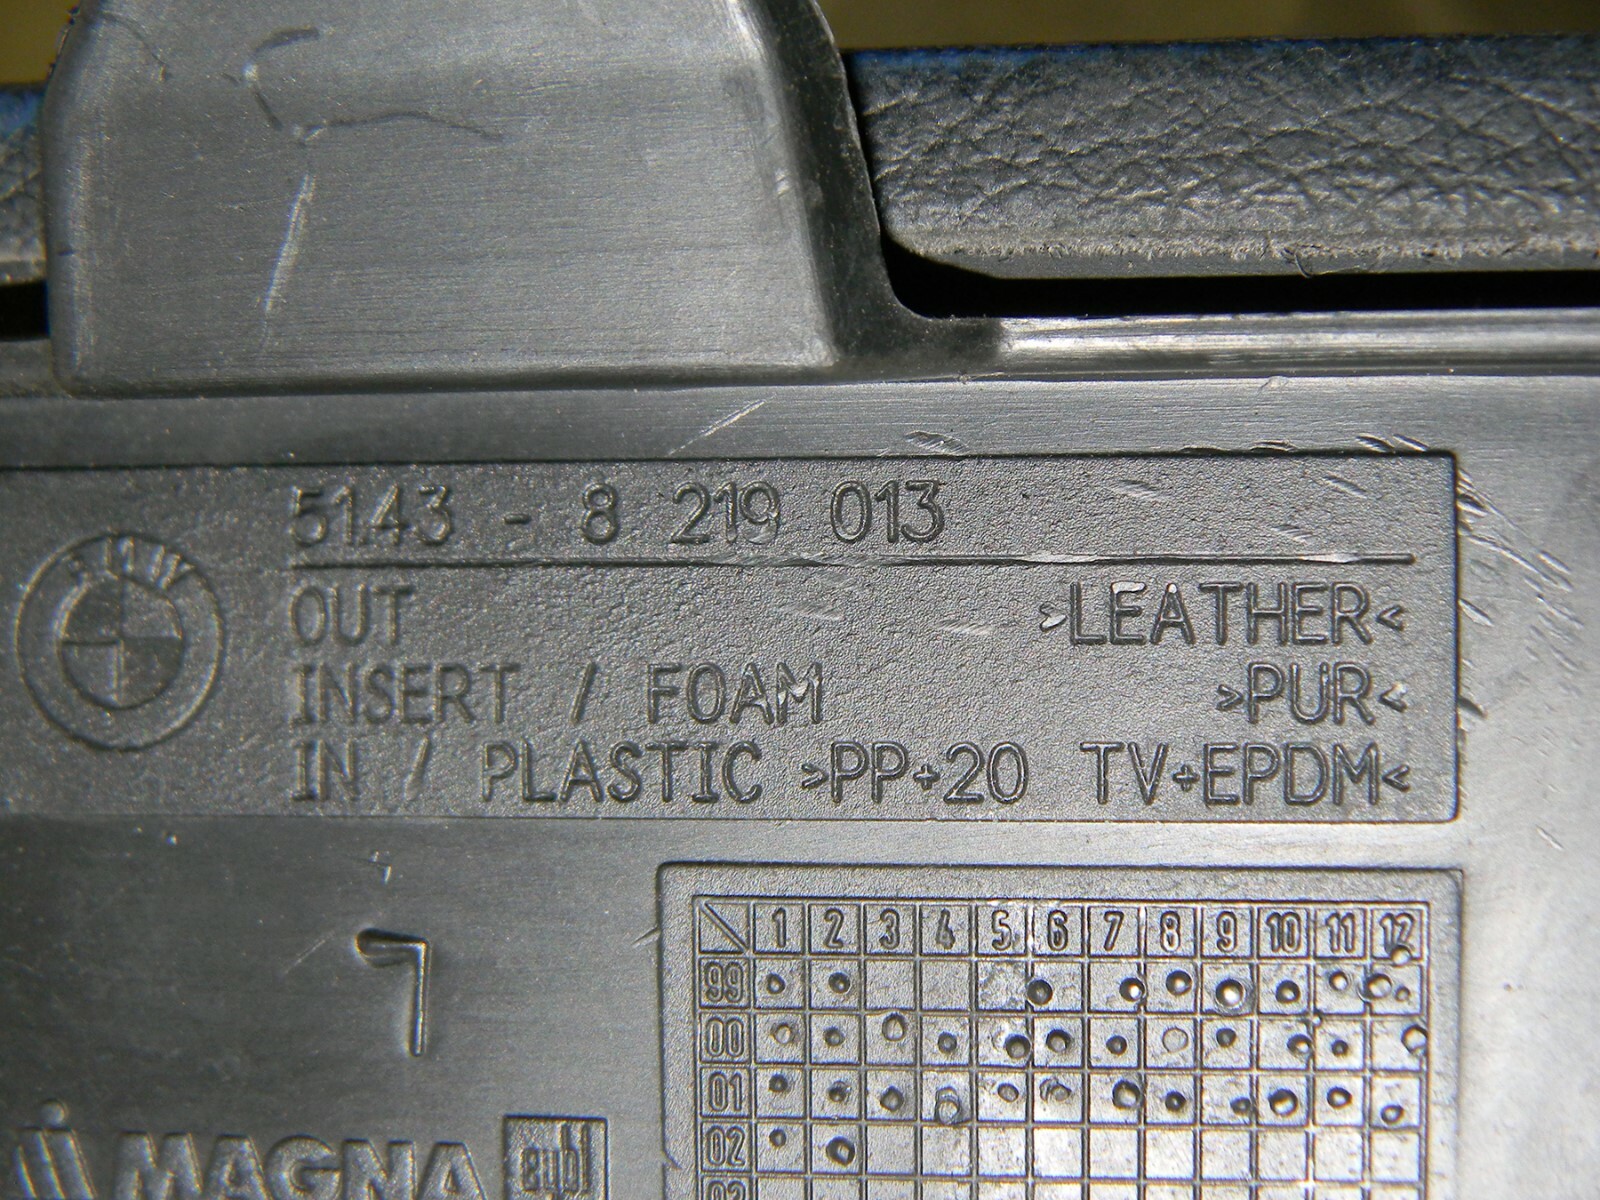 BMW
5143 - 8 219 013
OUT >LEATHER<
INSERT / FOAM >PUR<
IN / PLASTIC >PP+20 TV+EPDM<
1 2 3 4 5 6 7 8 9 10 11 12
99
00
01
02
MAGNA